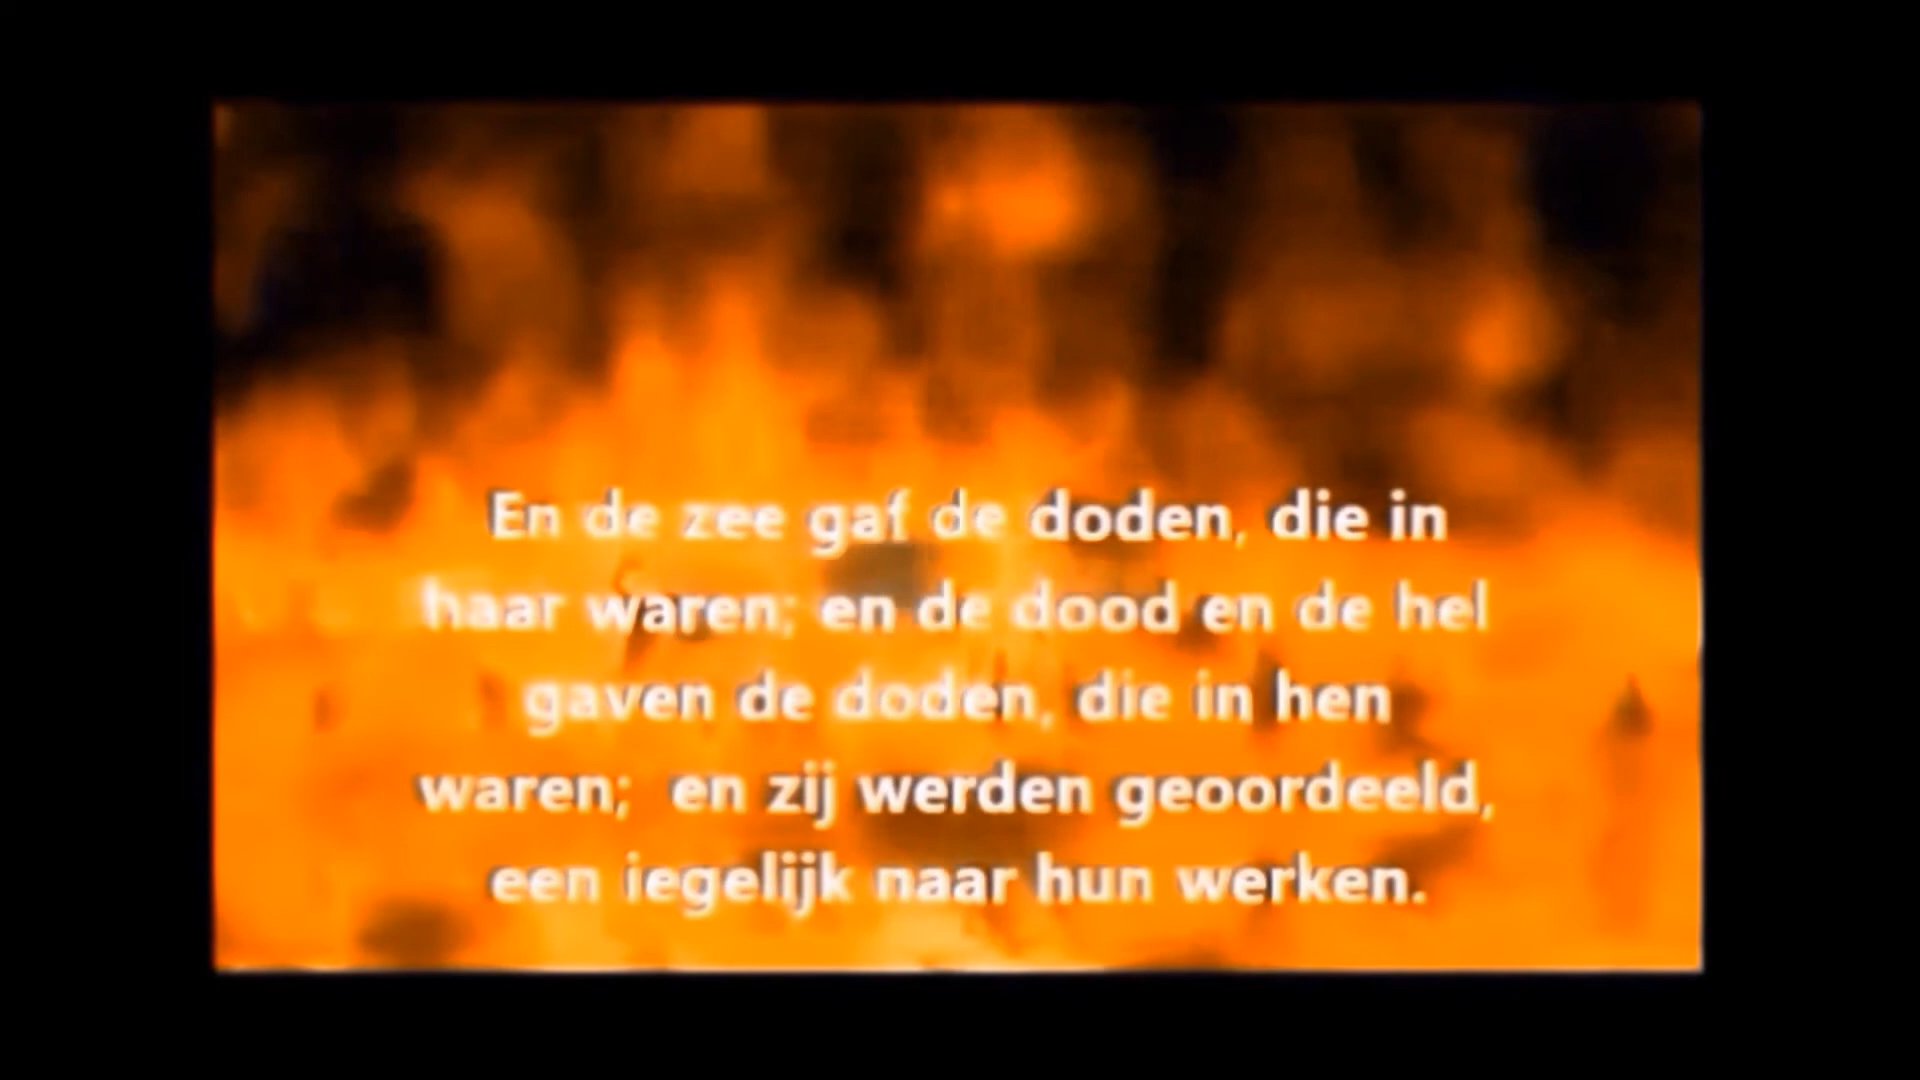 En de zee gaf de doden, die in
haar waren; en de dood en de hel
gaven de doden, die in hen
waren;  en zij werden geoordeeld,
een iegelijk naar hun werken.